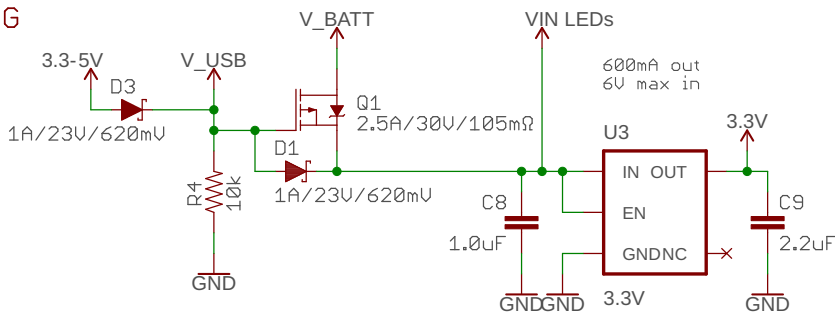 G
3.3-5V
V_USB
V_BATT
VIN LEDs
600mA out
6V max in
D3
1A/23V/620mV
Q1
2.5A/30V/105mΩ
U3
3.3V
D1
1A/23V/620mV
R4
10k
IN OUT
EN
GNDNC
C8
1.0uF
C9
2.2uF
GND
GND
GND
3.3V
GND